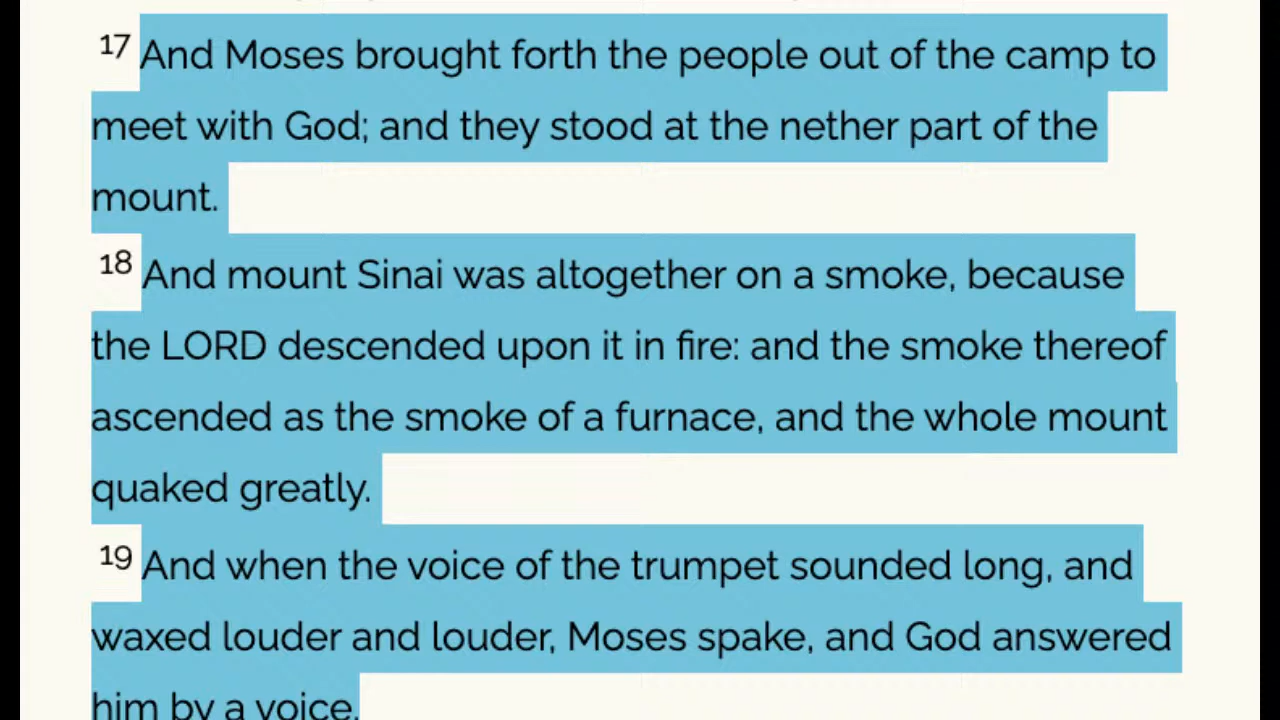 17 And Moses brought forth the people out of the camp to
meet with God; and they stood at the nether part of the
mount.
18 And mount Sinai was altogether on a smoke, because
the LORD descended upon it in fire: and the smoke thereof
ascended as the smoke of a furnace, and the whole mount
quaked greatly.
19 And when the voice of the trumpet sounded long, and
waxed louder and louder, Moses spake, and God answered
him by a voice.